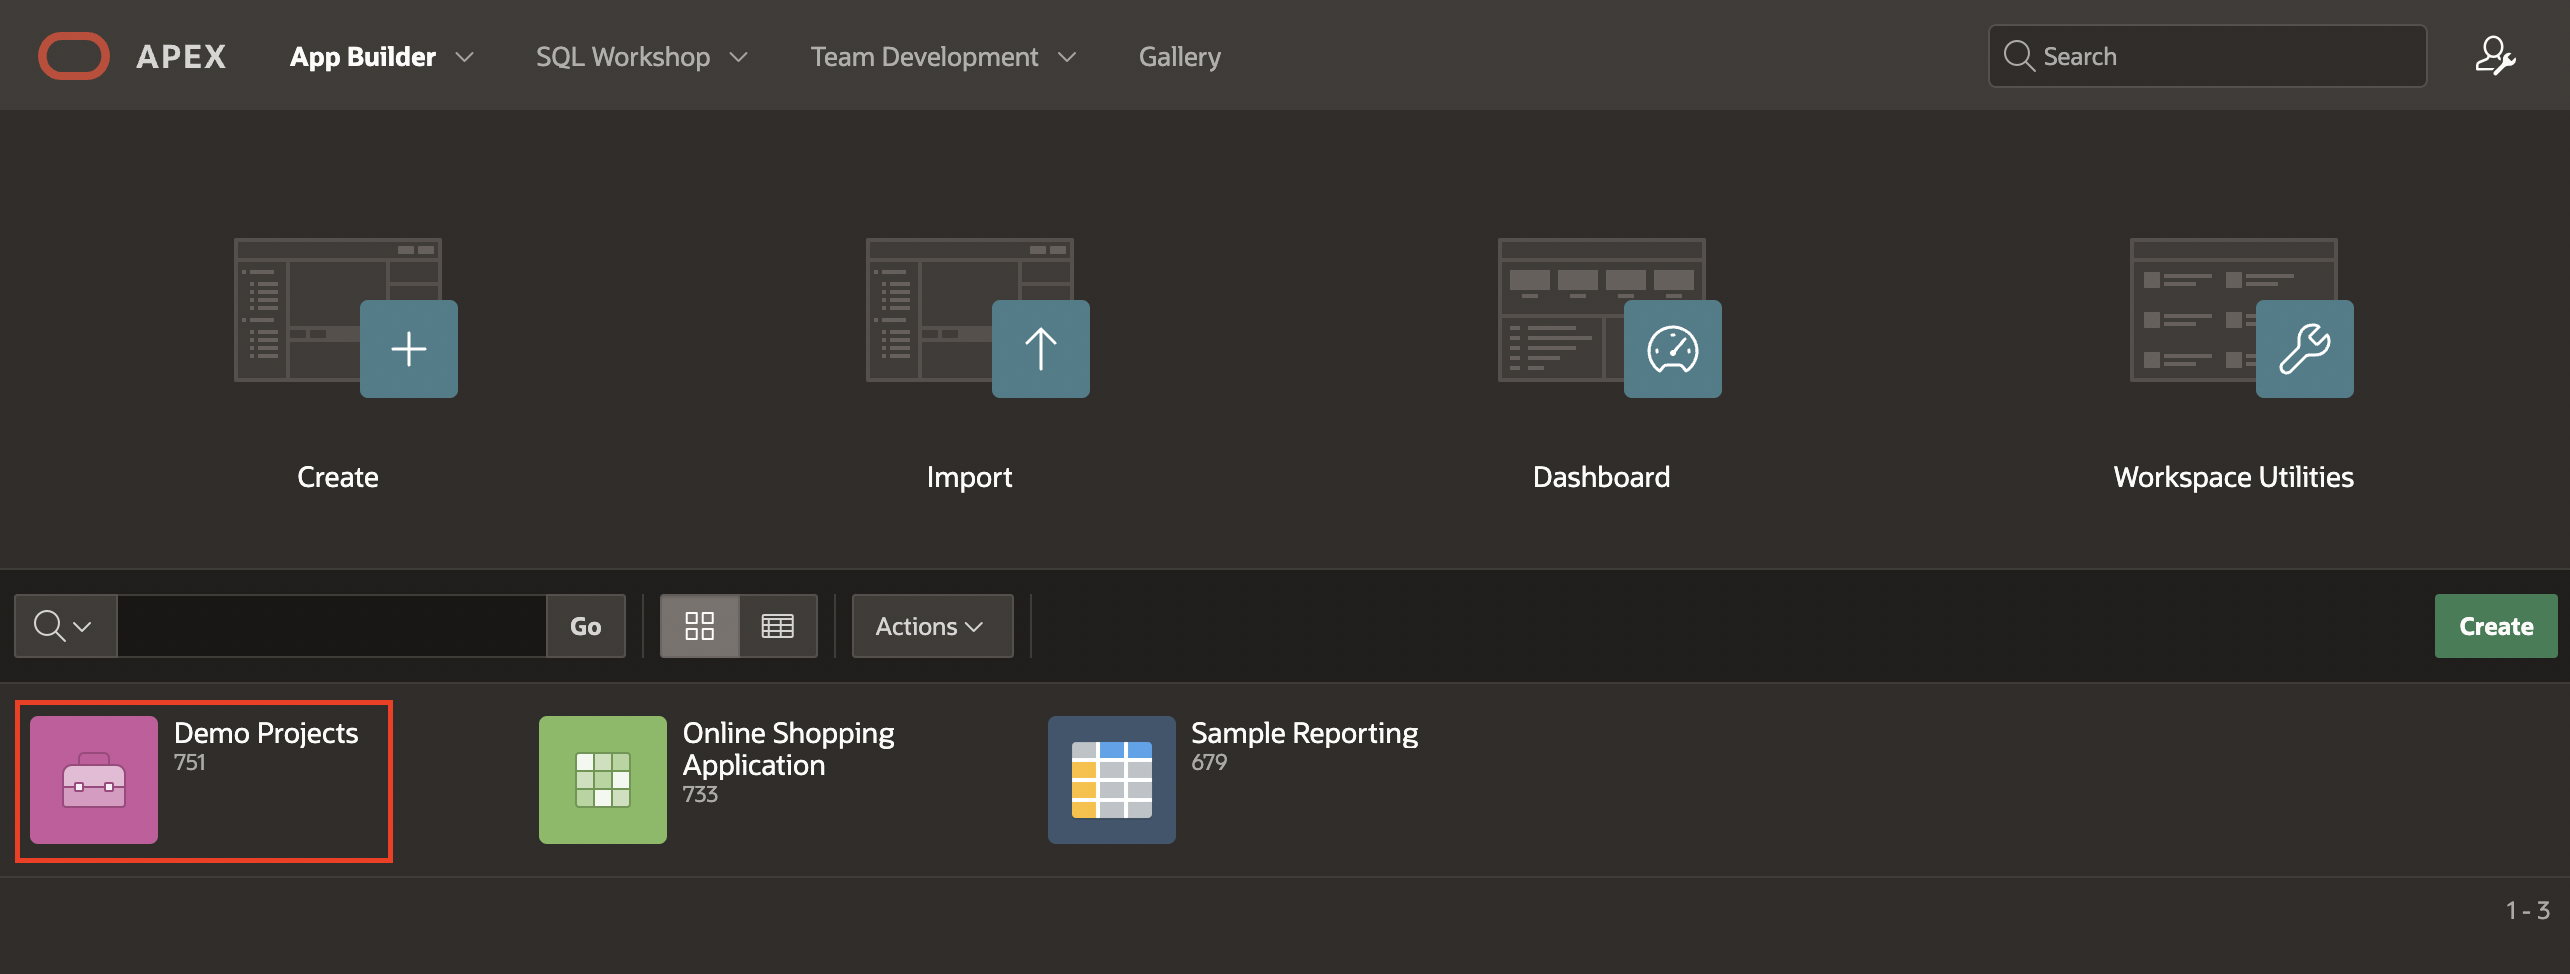 APEX App Builder SQL Workshop Team Development Gallery Search
Create Import Dashboard Workspace Utilities
Go Actions Create
Demo Projects
751
Online Shopping
Application
733
Sample Reporting
679
1 - 3